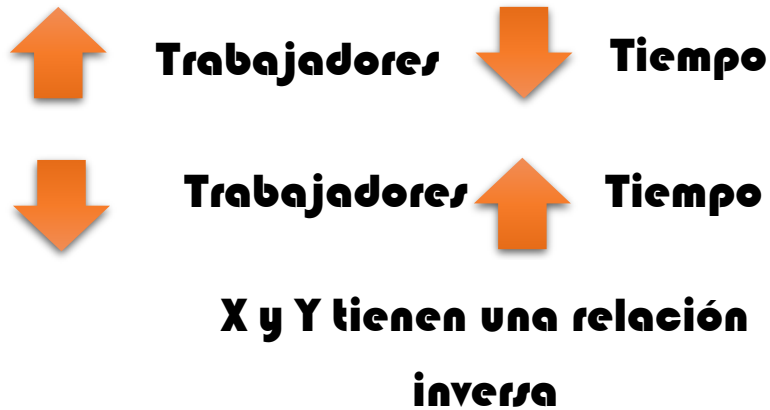 Trabajadores Tiempo
Trabajadores Tiempo
X y Y tienen una relación
inversa